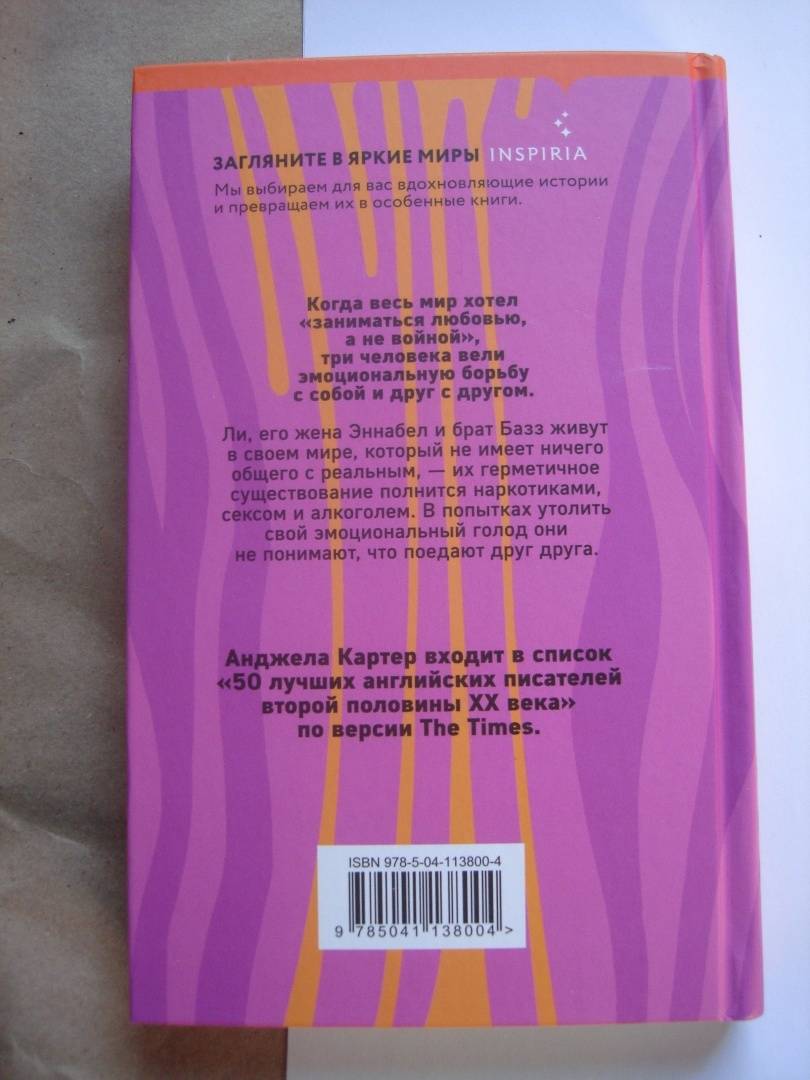 ЗАГЛЯНИТЕ В ЯРКИЕ МИРЫ INSPIRIA
Мы выбираем для вас вдохновляющие истории
и превращаем их в особенные книги.
Когда весь мир хотел
«заниматься любовью,
а не войной»,
три человека вели
эмоциональную борьбу
с собой и друг с другом.
Ли, его жена Эннабел и брат Базз живут
в своем мире, который не имеет ничего
общего с реальным, — их герметичное
существование полнится наркотиками,
сексом и алкоголем. В попытках утолить
свой эмоциональный голод они
не понимают, что поедают друг друга.
Анджела Картер входит в список
«50 лучших английских писателей
второй половины XX века»
по версии The Times.
ISBN 978-5-04-113800-4
9 785041 138004 >